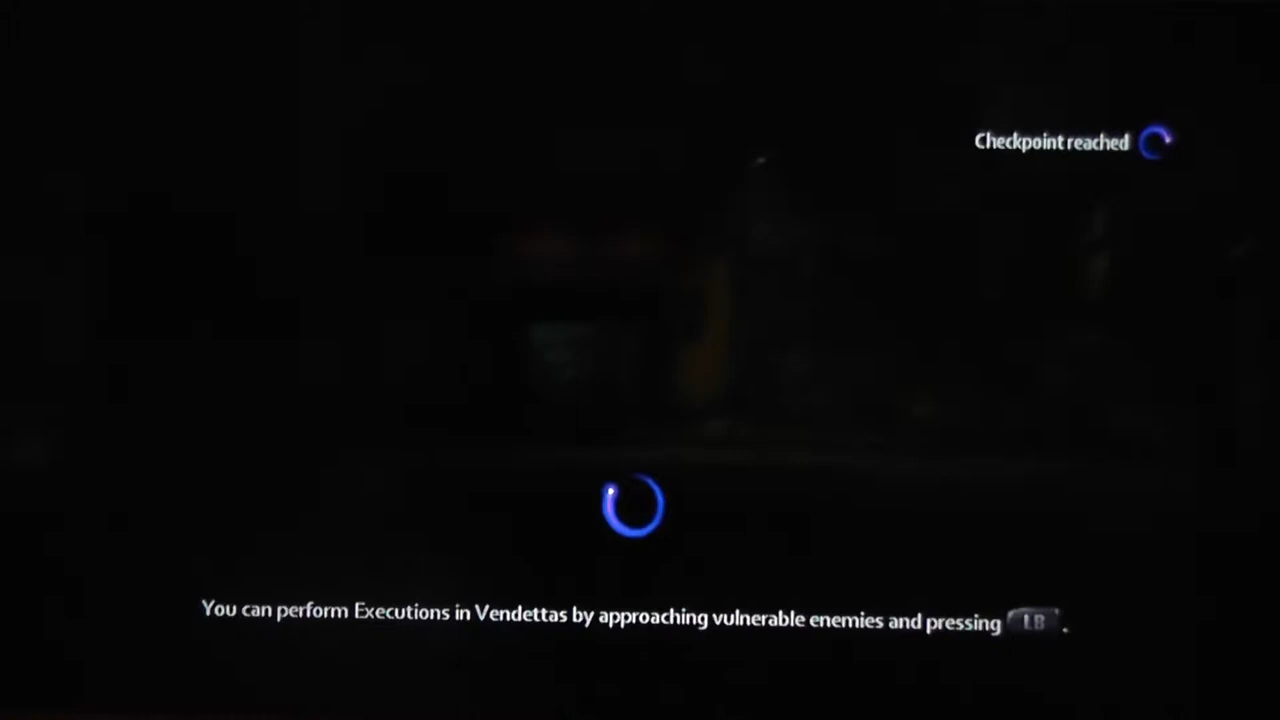 Checkpoint reached
You can perform Executions in Vendettas by approaching vulnerable enemies and pressing LB .